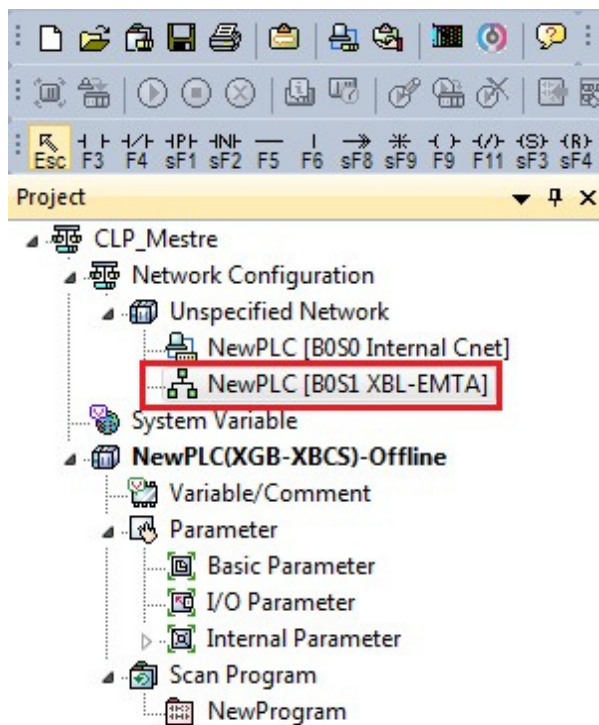 Esc F3 F4 sF1 sF2 F5 F6 sF8 sF9 F9 F11 sF3 sF4
Project
CLP_Mestre
Network Configuration
Unspecified Network
NewPLC [B0S0 Internal Cnet]
NewPLC [B0S1 XBL-EMTA]
System Variable
NewPLC(XGB-XBCS)-Offline
Variable/Comment
Parameter
Basic Parameter
I/O Parameter
Internal Parameter
Scan Program
NewProgram